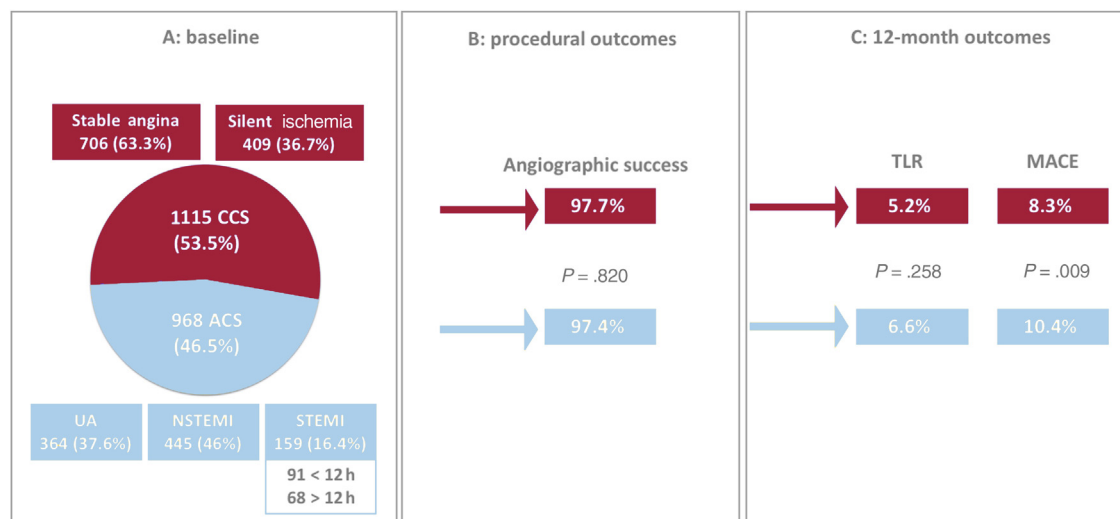 A: baseline
Stable angina
706 (63.3%)
Silent ischemia
409 (36.7%)
1115 CCS
(53.5%)
968 ACS
(46.5%)
UA
364 (37.6%)
NSTEMI
445 (46%)
STEMI
159 (16.4%)
91 < 12 h
68 > 12 h
B: procedural outcomes
Angiographic success
97.7%
P = .820
97.4%
C: 12-month outcomes
TLR
MACE
5.2%
8.3%
P = .258
P = .009
6.6%
10.4%